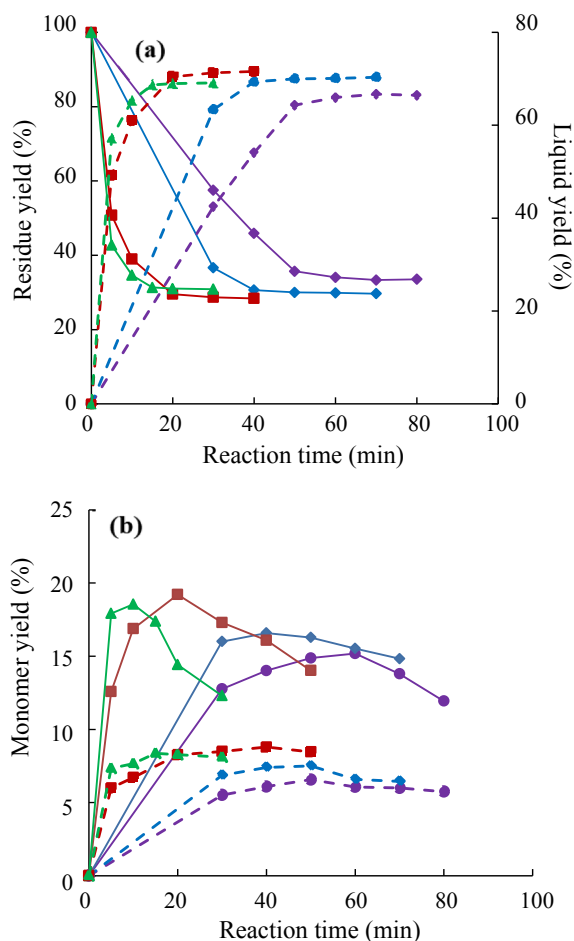 (a)
100
80
60
40
20
0
Residue yield (%)
80
60
40
20
0
Liquid yield (%)
0 20 40 60 80 100
Reaction time (min)
(b)
25
20
15
10
5
0
Monomer yield (%)
0 20 40 60 80 100
Reaction time (min)